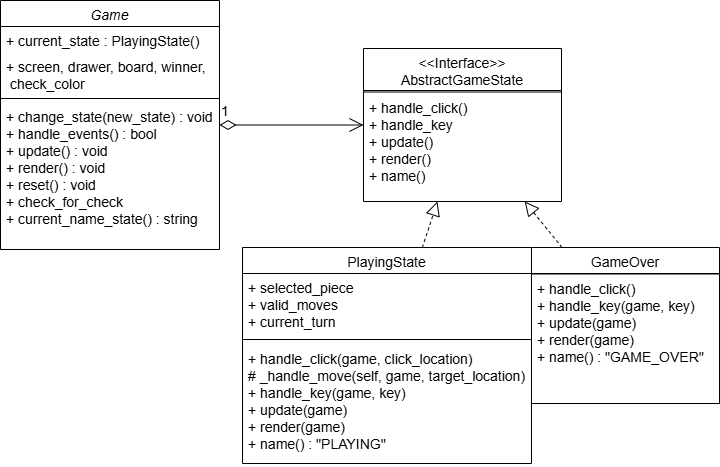 Game
+ current_state : PlayingState()
+ screen, drawer, board, winner,
check_color
+ change_state(new_state) : void
+ handle_events() : bool
+ update() : void
+ render() : void
+ reset() : void
+ check_for_check
+ current_name_state() : string
1
<<Interface>>
AbstractGameState
+ handle_click()
+ handle_key
+ update()
+ render()
+ name()
PlayingState
+ selected_piece
+ valid_moves
+ current_turn
+ handle_click(game, click_location)
# _handle_move(self, game, target_location)
+ handle_key(game, key)
+ update(game)
+ render(game)
+ name() : "PLAYING"
GameOver
+ handle_click()
+ handle_key(game, key)
+ update(game)
+ render(game)
+ name() : "GAME_OVER"